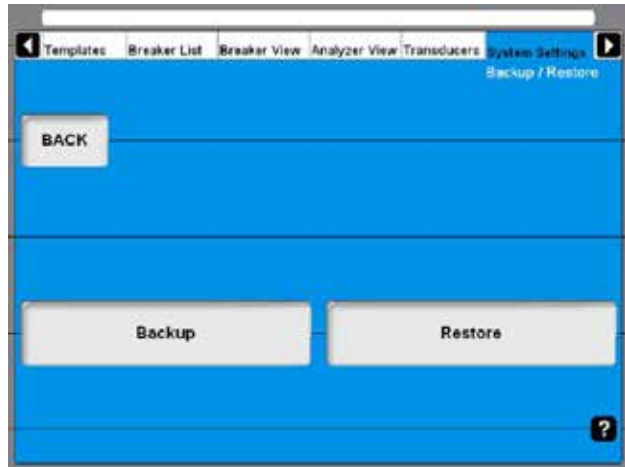 Templates Breaker List Breaker View Analyzer View Transducers System Settings
Backup / Restore
BACK
Backup Restore
?